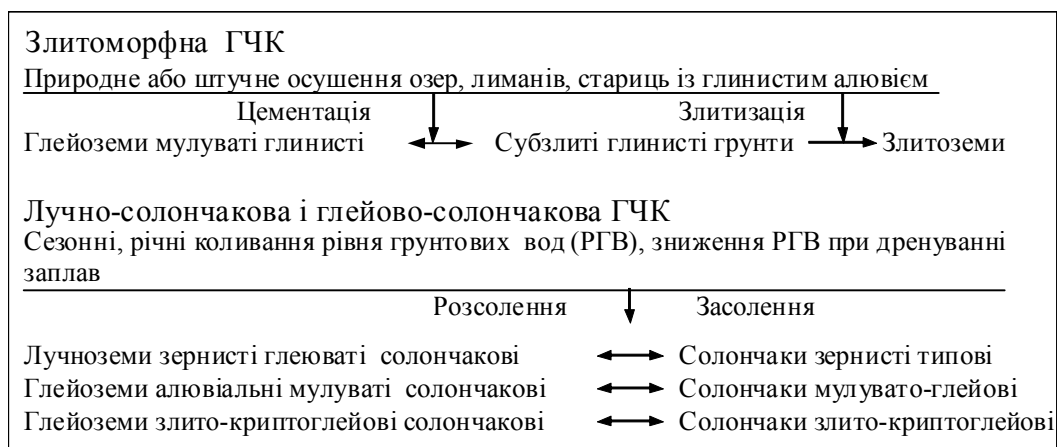 Злитоморфна ГЧК
Природне або штучне осушення озер, лиманів, стариць із глинистим алювієм
Цементація Злитизація
Глейоземи мулуваті глинисті Субзлиті глинисті грунти Злитоземи
Лучно-солончакова і глейово-солончакова ГЧК
Сезонні, річні коливання рівня грунтових вод (РГВ), зниження РГВ при дренуванні
заплав
Розсолення Засолення
Лучноземи зернисті глеюваті солончакові Солончаки зернисті типові
Глейоземи алювіальні мулуваті солончакові Солончаки мулувато-глейові
Глейоземи злито-криптоглейові солончакові Солончаки злито-криптоглейові